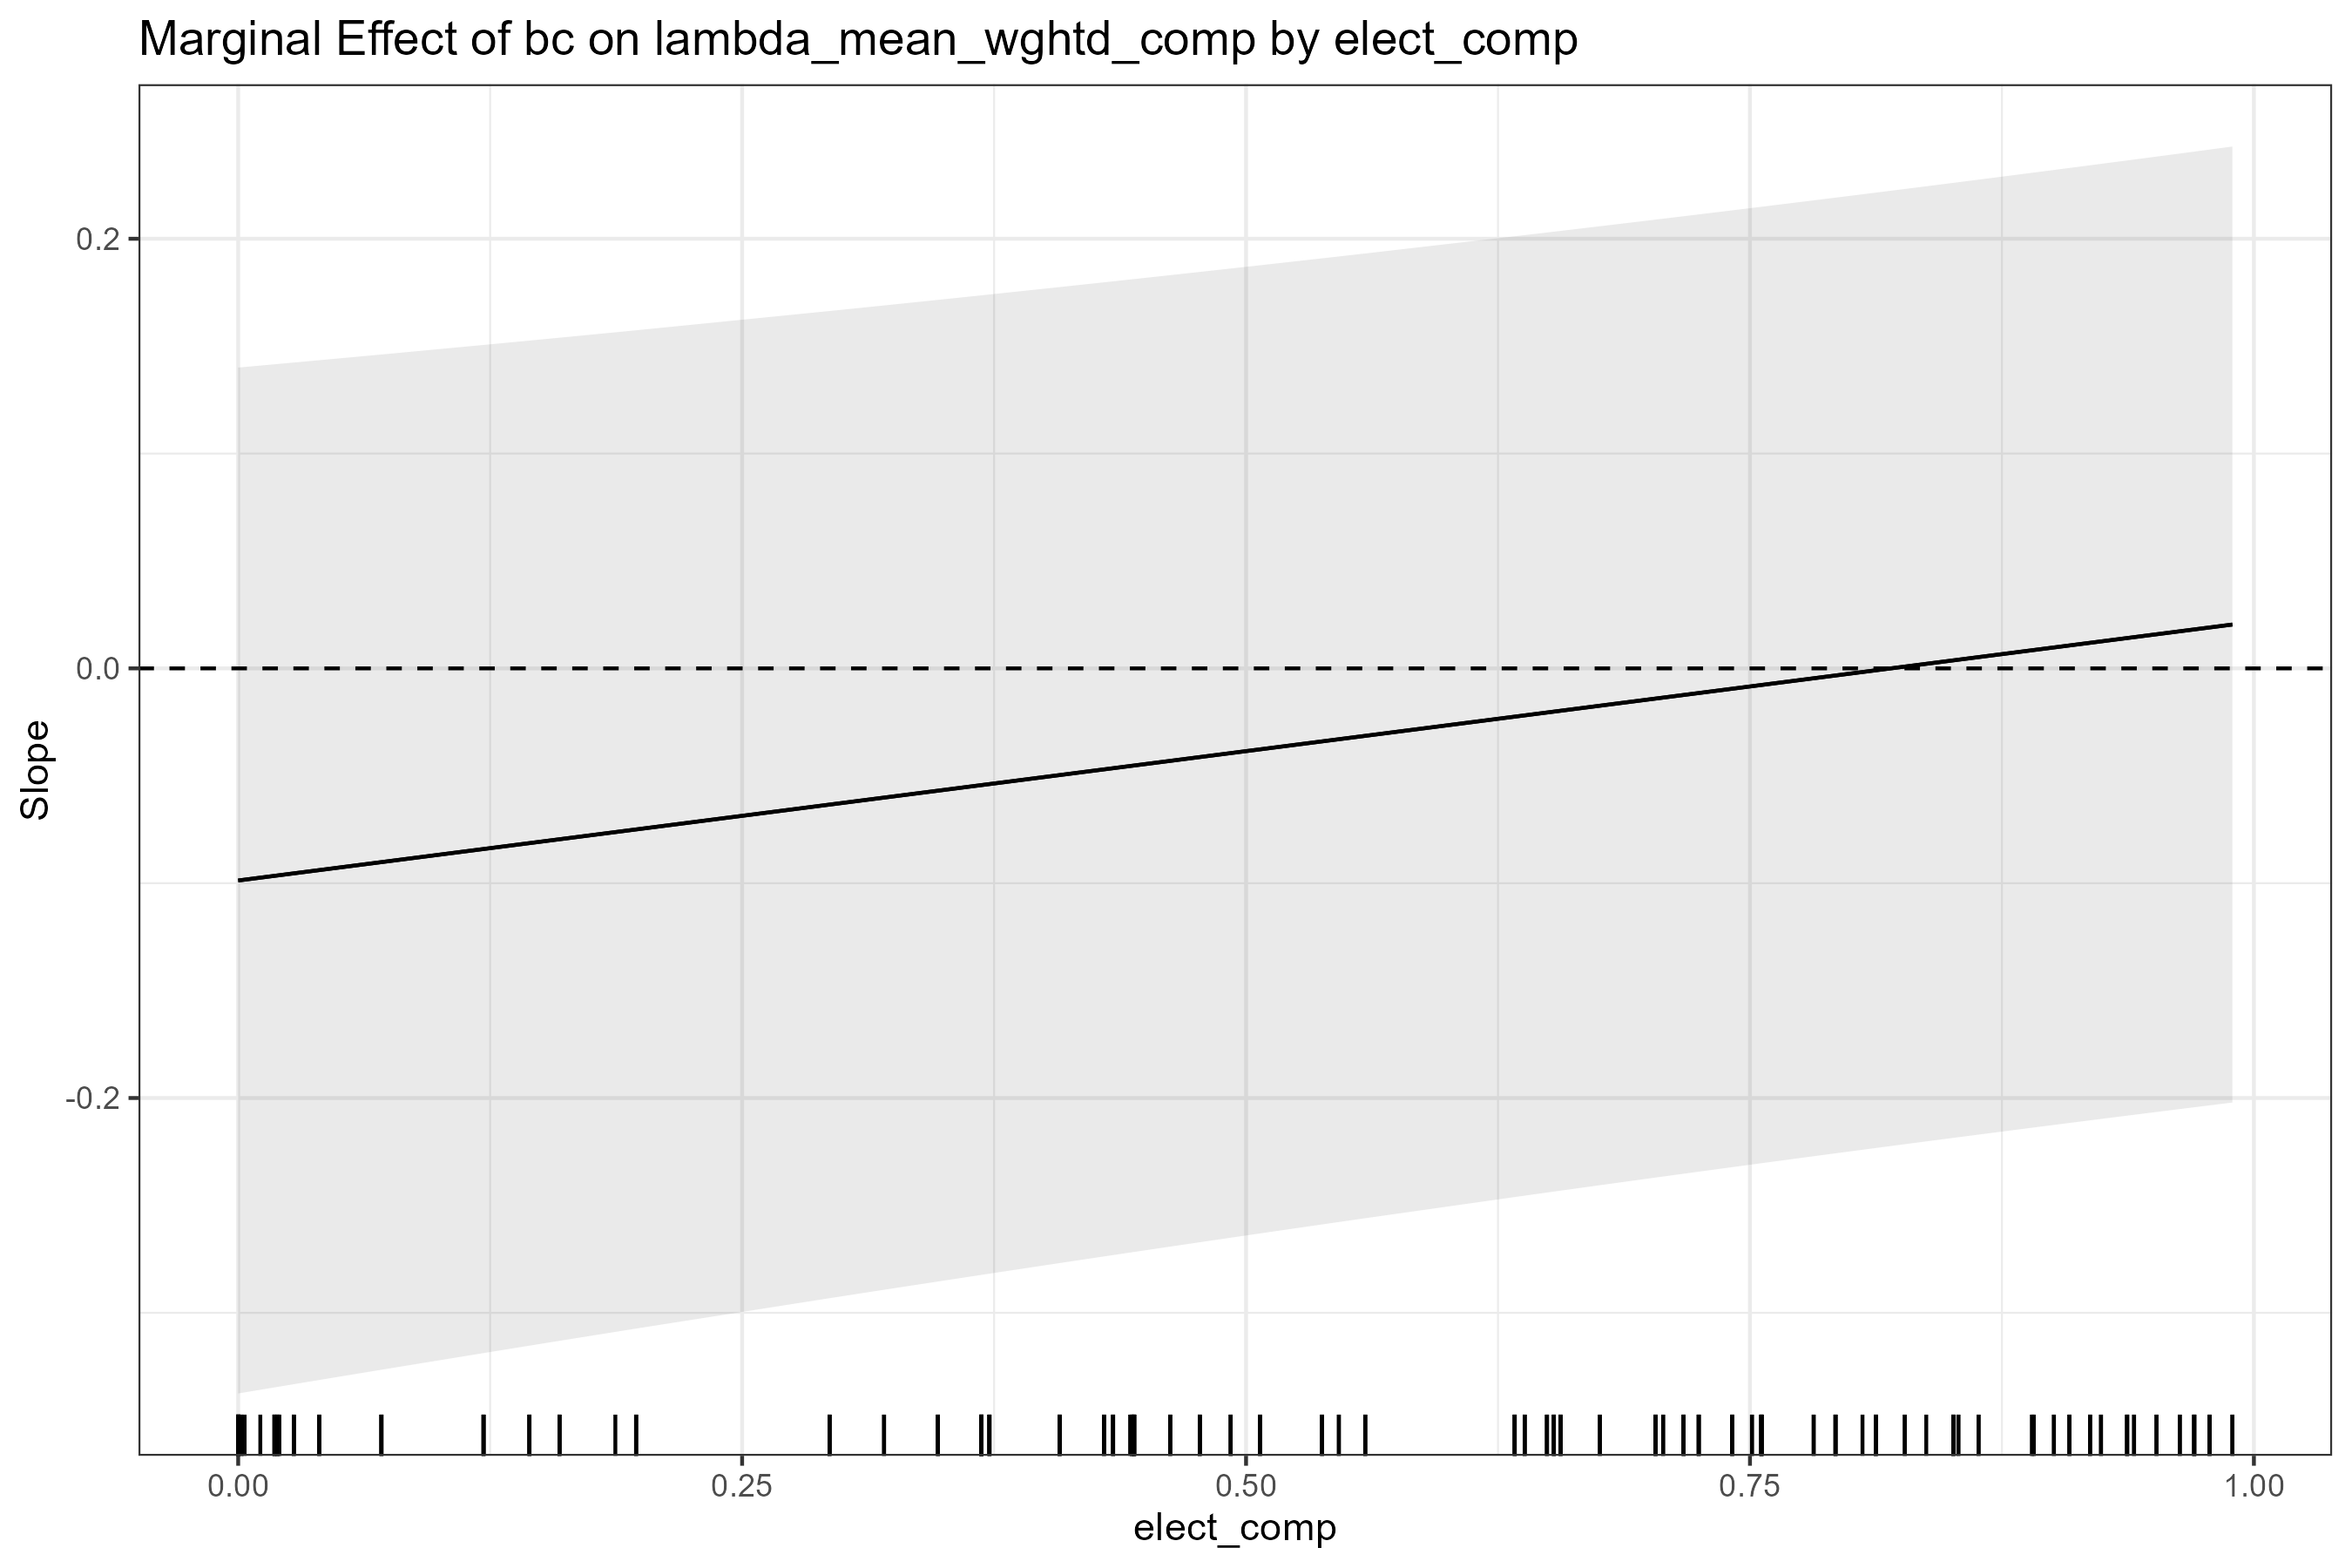 Marginal Effect of bc on lambda_mean_wghtd_comp by elect_comp
0.2
0.0
-0.2
Slope
0.00 0.25 0.50 0.75 1.00
elect_comp